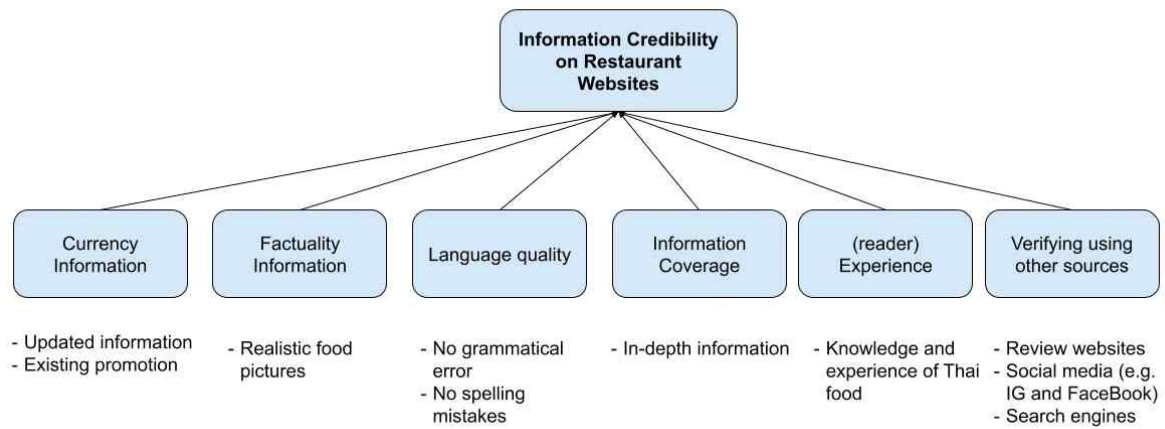 Information Credibility
on Restaurant
Websites
Currency
Information
Factuality
Information
Language quality
Information
Coverage
(reader)
Experience
Verifying using
other sources
- Updated information
- Existing promotion
- Realistic food
pictures
- No grammatical
error
- No spelling
mistakes
- In-depth information
- Knowledge and
experience of Thai
food
- Review websites
- Social media (e.g.
IG and FaceBook)
- Search engines